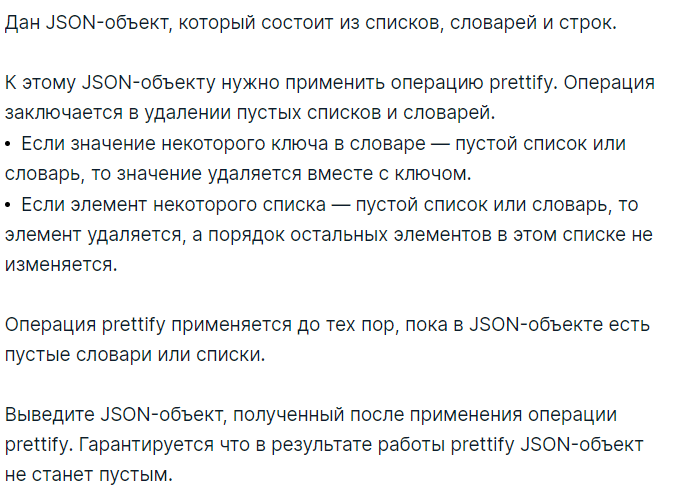 Дан JSON-объект, который состоит из списков, словарей и строк.
К этому JSON-объекту нужно применить операцию prettify. Операция
заключается в удалении пустых списков и словарей.
• Если значение некоторого ключа в словаре — пустой список или
словарь, то значение удаляется вместе с ключом.
• Если элемент некоторого списка — пустой список или словарь, то
элемент удаляется, а порядок остальных элементов в этом списке не
изменяется.
Операция prettify применяется до тех пор, пока в JSON-объекте есть
пустые словари или списки.
Выведите JSON-объект, полученный после применения операции
prettify. Гарантируется что в результате работы prettify JSON-объект
не станет пустым.